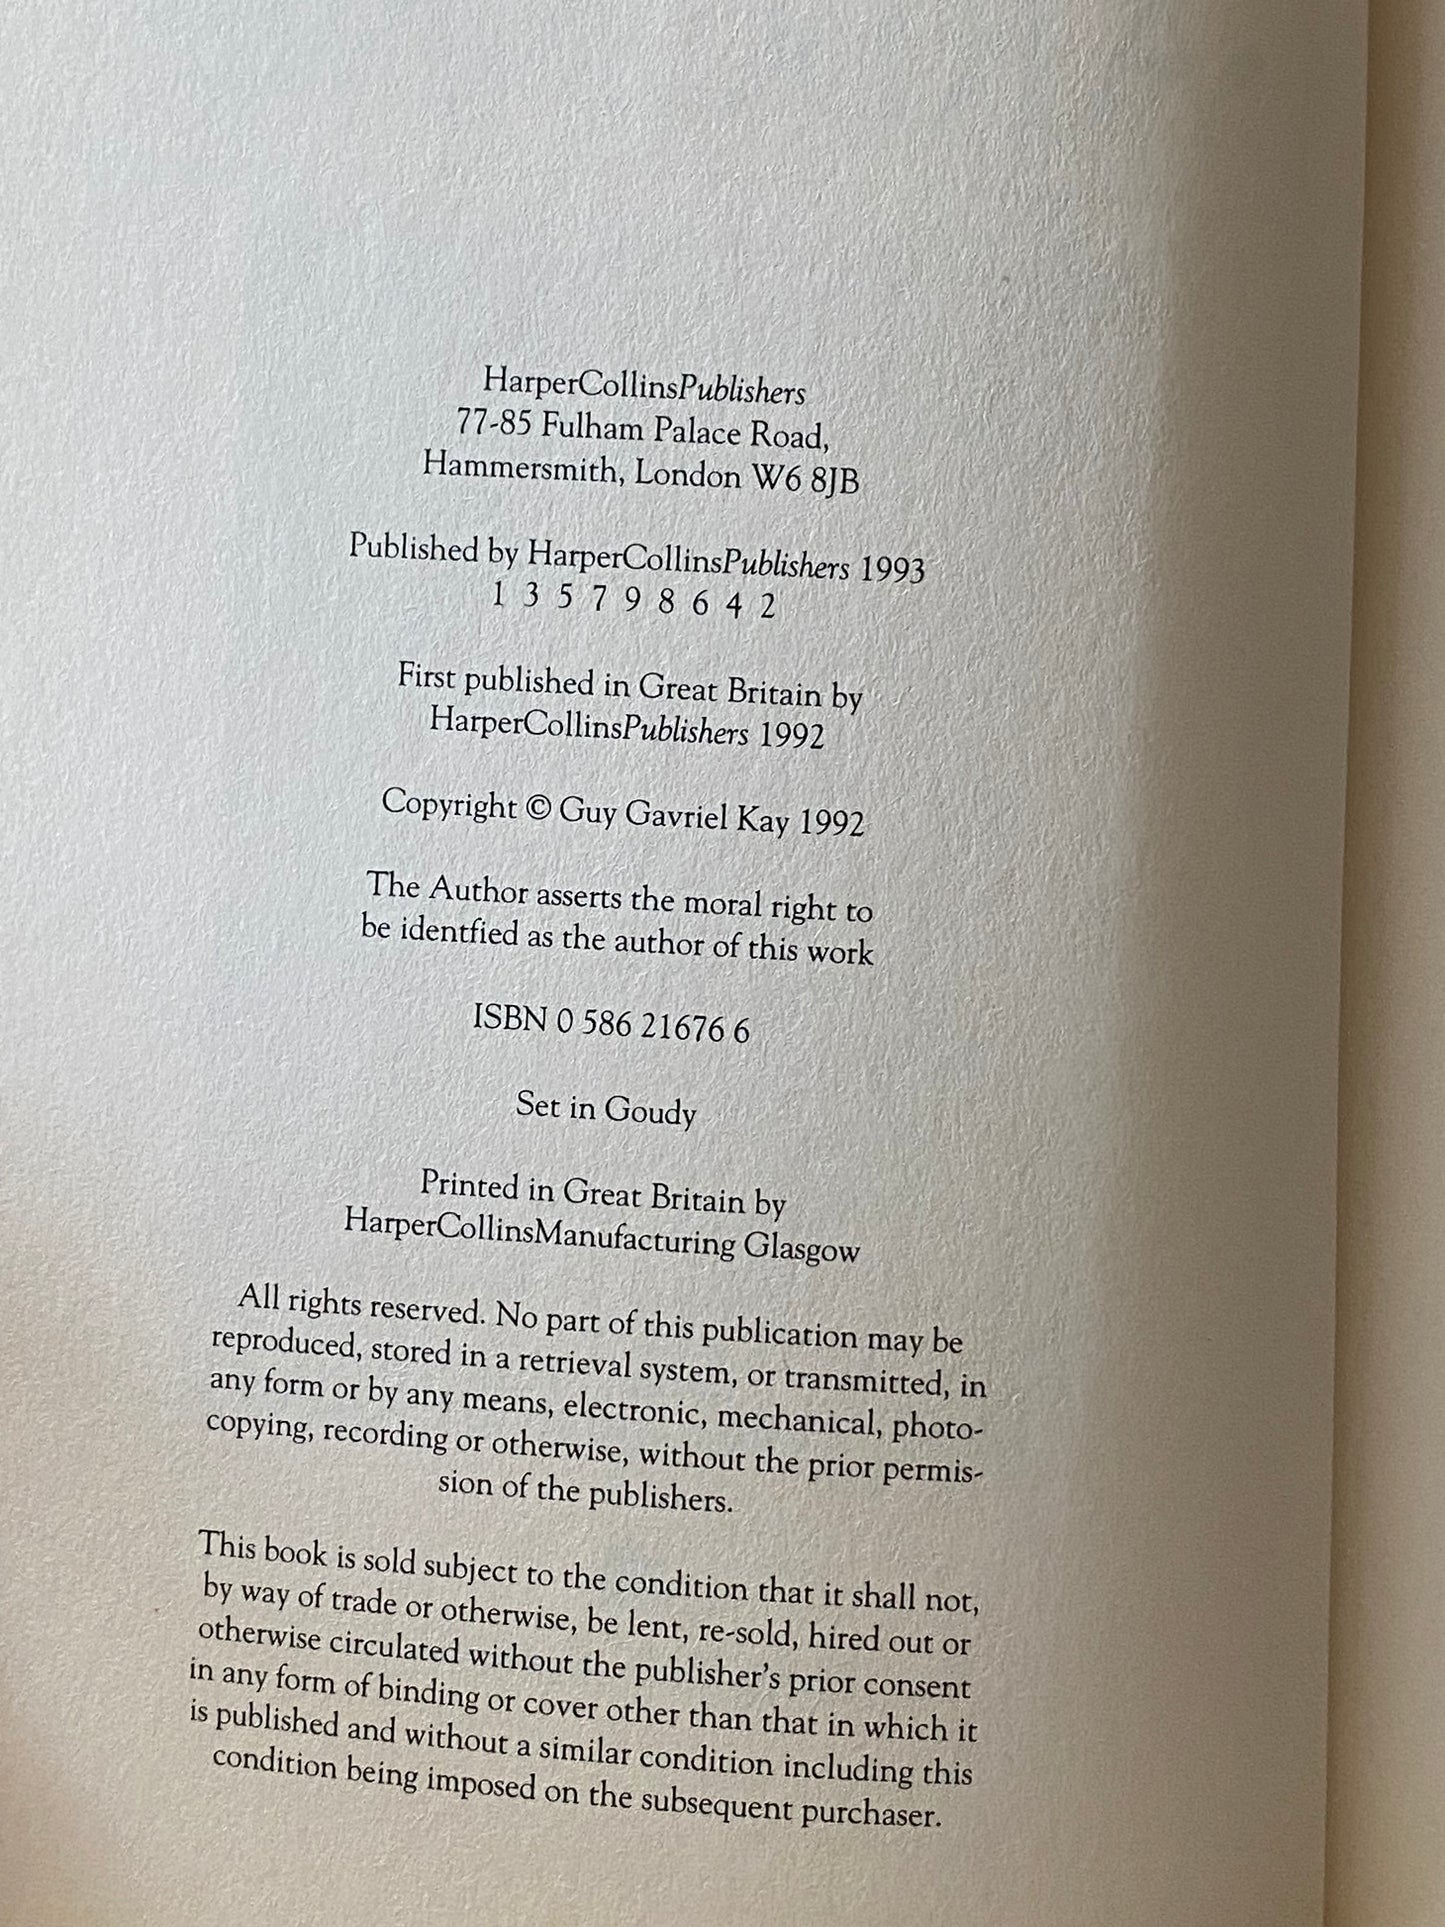 HarperCollinsPublishers
77-85 Fulham Palace Road,
Hammersmith, London W6 8JB
Published by HarperCollinsPublishers 1993
1 3 5 7 9 8 6 4 2
First published in Great Britain by
HarperCollinsPublishers 1992
Copyright © Guy Gavriel Kay 1992
The Author asserts the moral right to
be identfied as the author of this work
ISBN 0 586 21676 6
Set in Goudy
Printed in Great Britain by
HarperCollinsManufacturing Glasgow
All rights reserved. No part of this publication may be
reproduced, stored in a retrieval system, or transmitted, in
any form or by any means, electronic, mechanical, photo-
copying, recording or otherwise, without the prior permis-
sion of the publishers.
This book is sold subject to the condition that it shall not,
by way of trade or otherwise, be lent, re-sold, hired out or
otherwise circulated without the publisher's prior consent
in any form of binding or cover other than that in which it
is published and without a similar condition including this
condition being imposed on the subsequent purchaser.